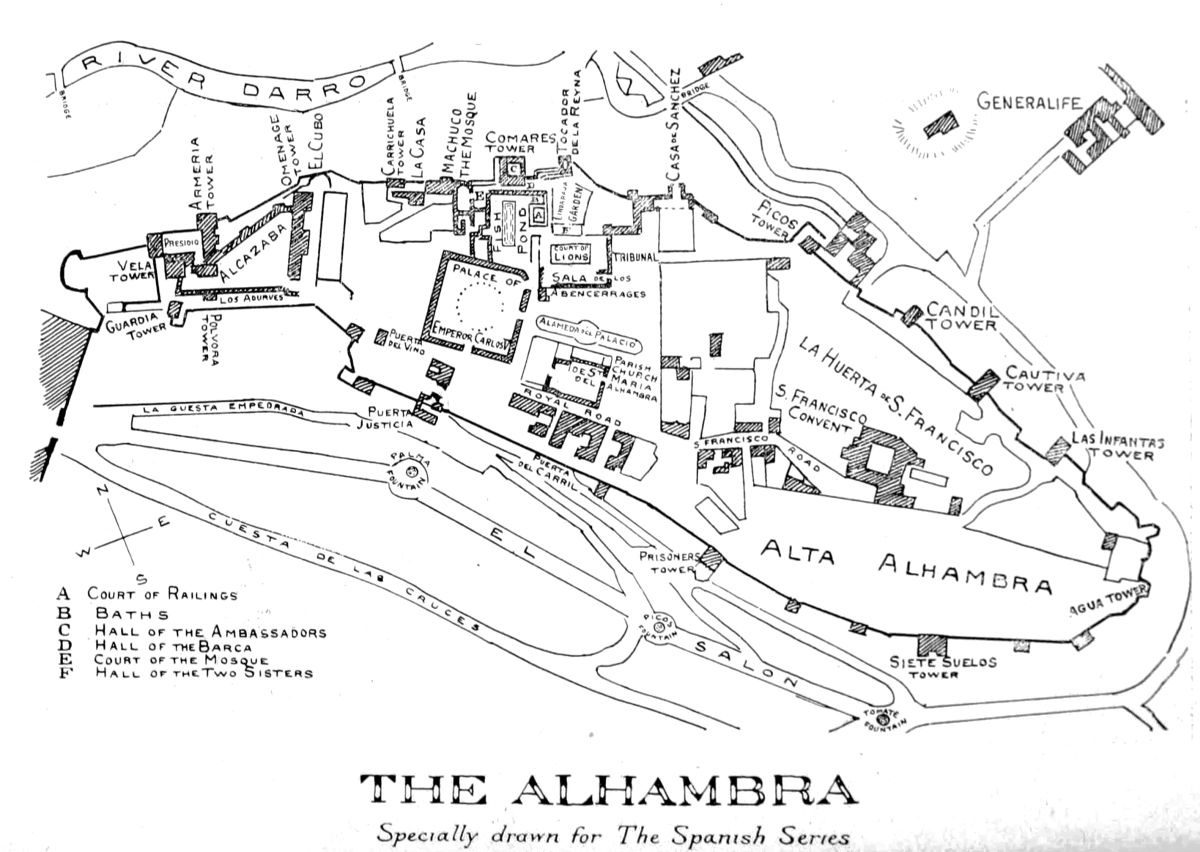 RIVER DARRO
BRIDGE
BRIDGE
BRIDGE
GENERALIFE
ARMERIA
TOWER
OMENAGE
TOWER
EL CUBO
CARRICHUELA
TOWER
LA CASA
MACHUCO
THE MOSQUE
COMARES
TOWER
TOCADOR
DE LA REYNA
CASA DE SANCHEZ
PICOS
TOWER
PRESIDIO
VELA
TOWER
ALCAZABA
LOS ADURVES
GUARDIA
TOWER
POLVORA
TOWER
C
E
B
A
F
FISH
POND
LINDARAJA
GARDEN
COURT OF
LIONS
TRIBUNAL
SALA DE LOS
ABENCERRAGES
PALACE OF
EMPEROR CARLOS V
PUERTA
DEL VINO
ALAMEDA DEL PALACIO
PARISH
CHURCH
DE STA MARIA
DEL ALHAMBRA
ROYAL ROAD
CANDIL
TOWER
CAUTIVA
TOWER
LAS INFANTAS
TOWER
LA HUERTA DE S. FRANCISCO
S. FRANCISCO
CONVENT
S FRANCISCO ROAD
LA GUESTA EMPEDRADA
PUERTA
JUSTICIA
PALMA
FOUNTAIN
PUERTA
DEL CARRIL
EL
SALON
CUESTA DE LAS CRUCES
PRISONERS
TOWER
PICOS
FOUNTAIN
ALTA ALHAMBRA
AGUA TOWER
SIETE SUELOS
TOWER
TOMATE
FOUNTAIN
N
W E
S
A COURT OF RAILINGS
B BATHS
C HALL OF THE AMBASSADORS
D HALL OF THE BARCA
E COURT OF THE MOSQUE
F HALL OF THE TWO SISTERS
THE ALHAMBRA
Specially drawn for The Spanish Series